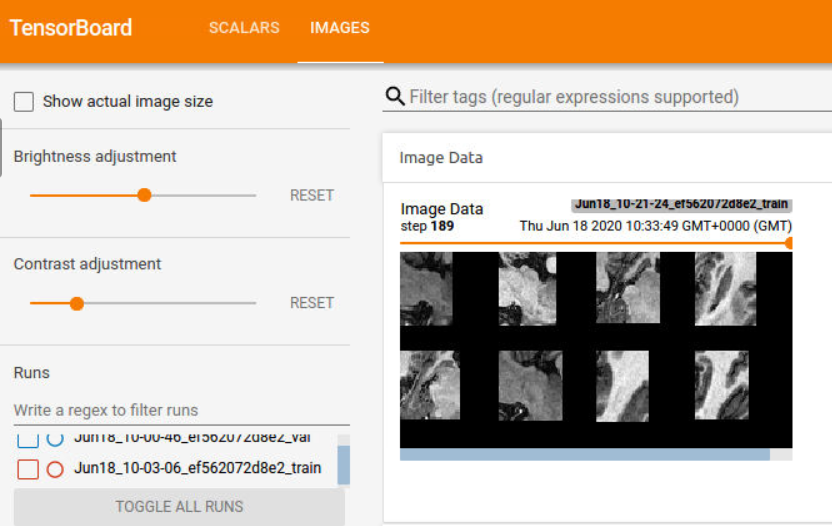 TensorBoard
SCALARS
IMAGES
Show actual image size
Brightness adjustment
RESET
Contrast adjustment
RESET
Runs
Write a regex to filter runs
Jun18_10-00-46_ef562072d8e2_val
Jun18_10-03-06_ef562072d8e2_train
TOGGLE ALL RUNS
Filter tags (regular expressions supported)
Image Data
Image Data
Jun18_10-21-24_ef562072d8e2_train
step 189
Thu Jun 18 2020 10:33:49 GMT+0000 (GMT)